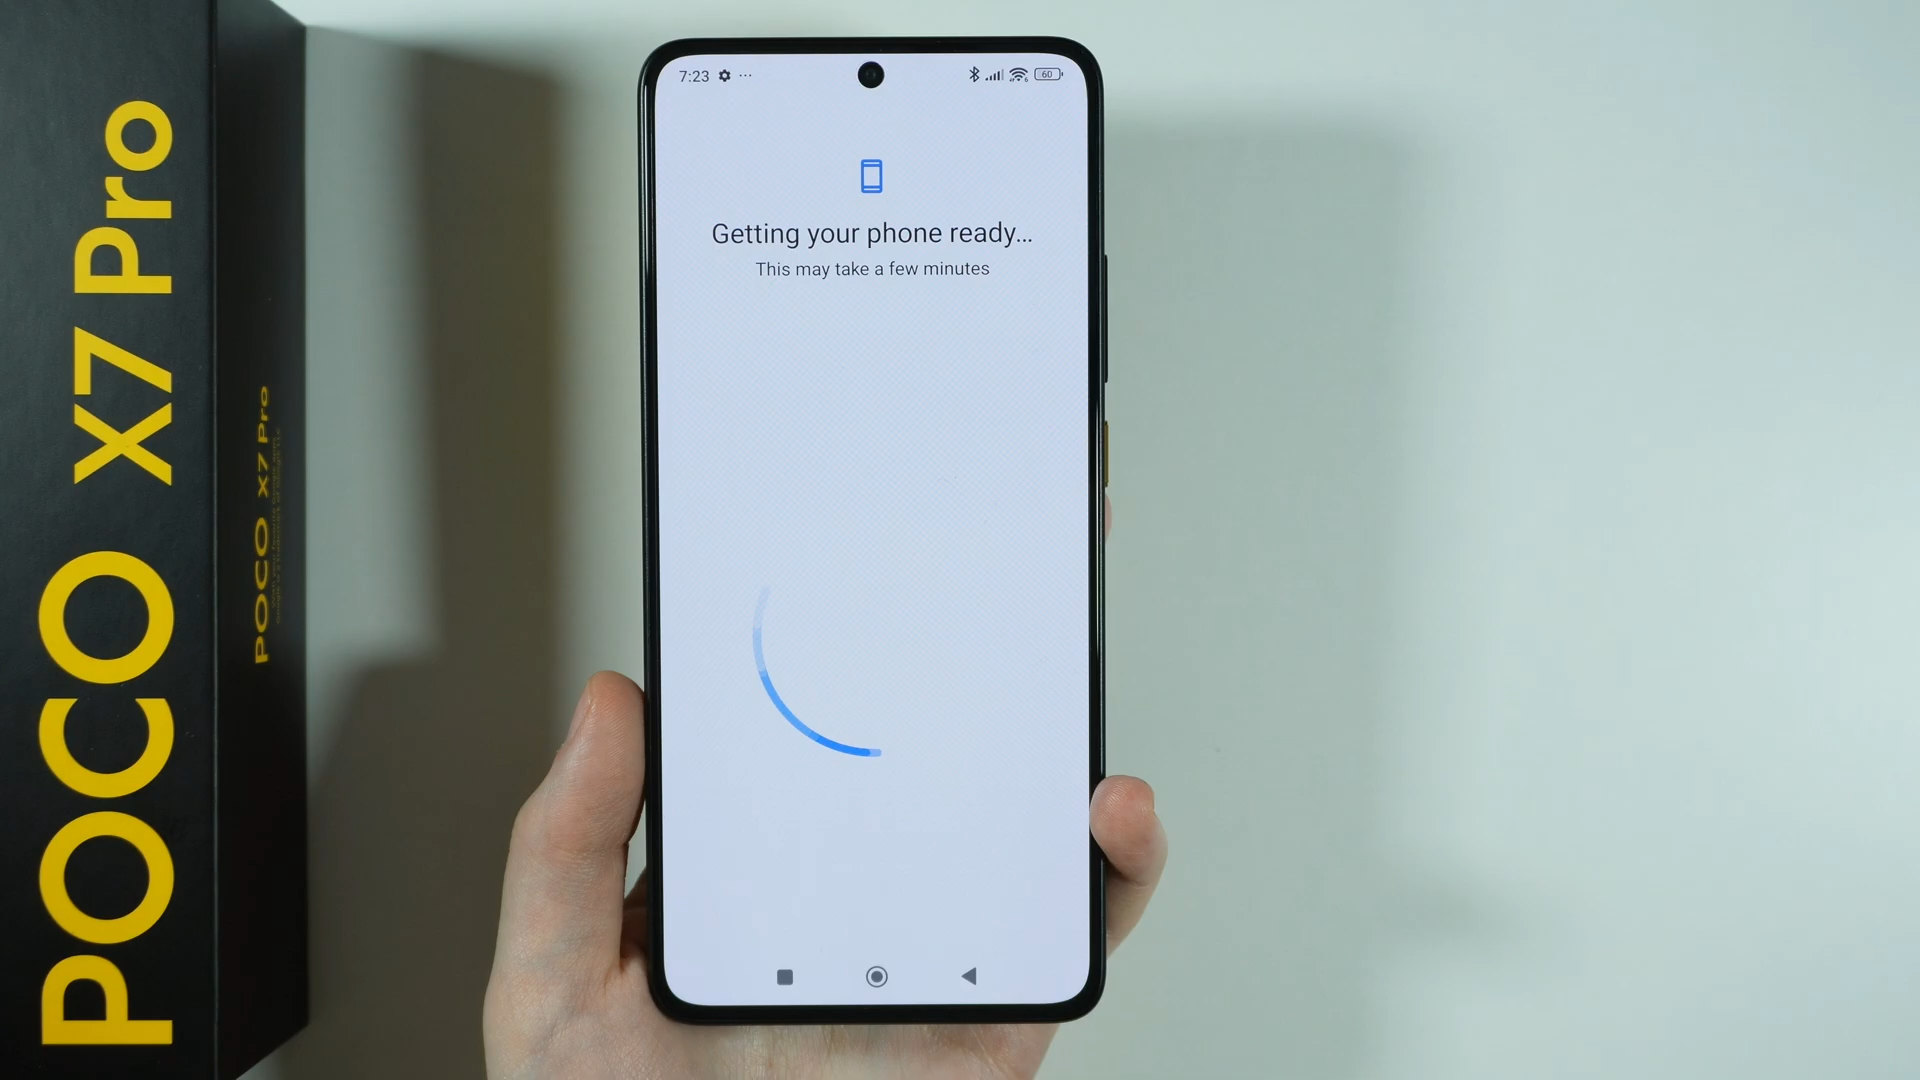 POCO X7 Pro
POCO X7 Pro
7:23
60
Getting your phone ready...
This may take a few minutes